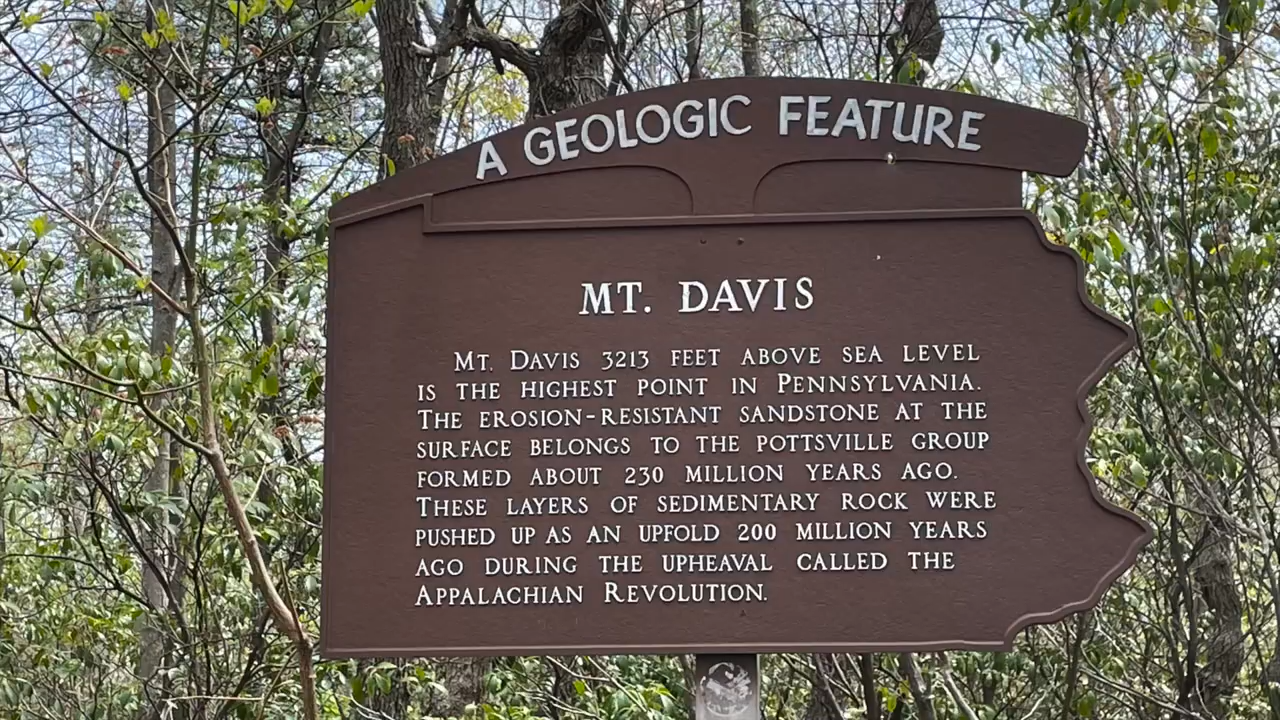 A GEOLOGIC FEATURE
MT. DAVIS
MT. DAVIS 3213 FEET ABOVE SEA LEVEL
IS THE HIGHEST POINT IN PENNSYLVANIA.
THE EROSION-RESISTANT SANDSTONE AT THE
SURFACE BELONGS TO THE POTTSVILLE GROUP
FORMED ABOUT 230 MILLION YEARS AGO.
THESE LAYERS OF SEDIMENTARY ROCK WERE
PUSHED UP AS AN UPFOLD 200 MILLION YEARS
AGO DURING THE UPHEAVAL CALLED THE
APPALACHIAN REVOLUTION.